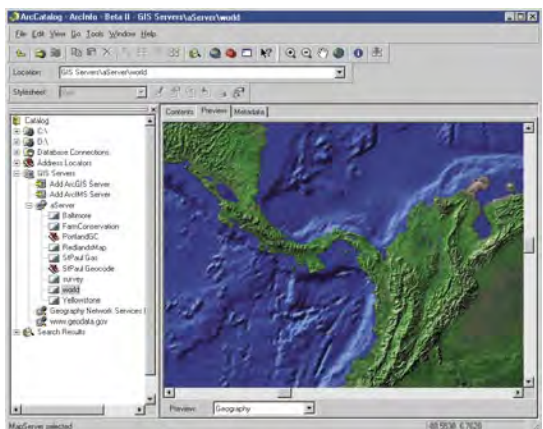 ArcCatalog - ArcInfo - Beta II - GIS Servers\aServer\world
File Edit View Go Tools Window Help
Location: GIS Servers\aServer\world
Stylesheet:
Contents Preview Metadata
Catalog
C:\
D:\
Database Connections
Address Locators
GIS Servers
Add ArcGIS Server
Add ArcIMS Server
aServer
Baltimore
FarmConservation
PortlandGC
RedlandsMap
StPaul Gas
StPaul Geocode
survey
world
Yellowstone
Geography Network Services
www.geodata.gov
Search Results
Preview: Geography
MapServer selected